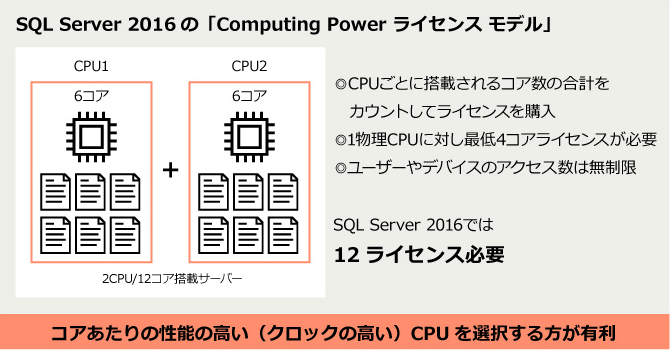 SQL Server 2016の「Computing Power ライセンス モデル」
CPU1
CPU2
6コア
6コア
+
2CPU/12コア搭載サーバー
◎CPUごとに搭載されるコア数の合計を
カウントしてライセンスを購入
◎1物理CPUに対し最低4コアライセンスが必要
◎ユーザーやデバイスのアクセス数は無制限
SQL Server 2016では
12 ライセンス必要
コアあたりの性能の高い（クロックの高い）CPU を選択する方が有利